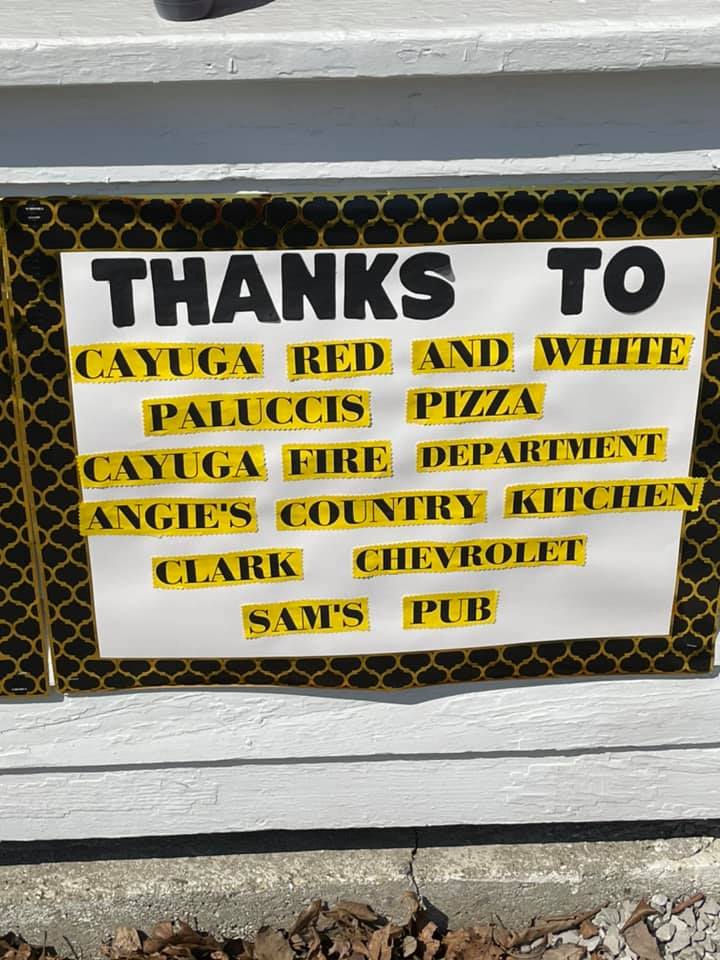 THANKS TO
CAYUGA RED AND WHITE
PALUCCIS PIZZA
CAYUGA FIRE DEPARTMENT
ANGIE'S COUNTRY KITCHEN
CLARK CHEVROLET
SAM'S PUB